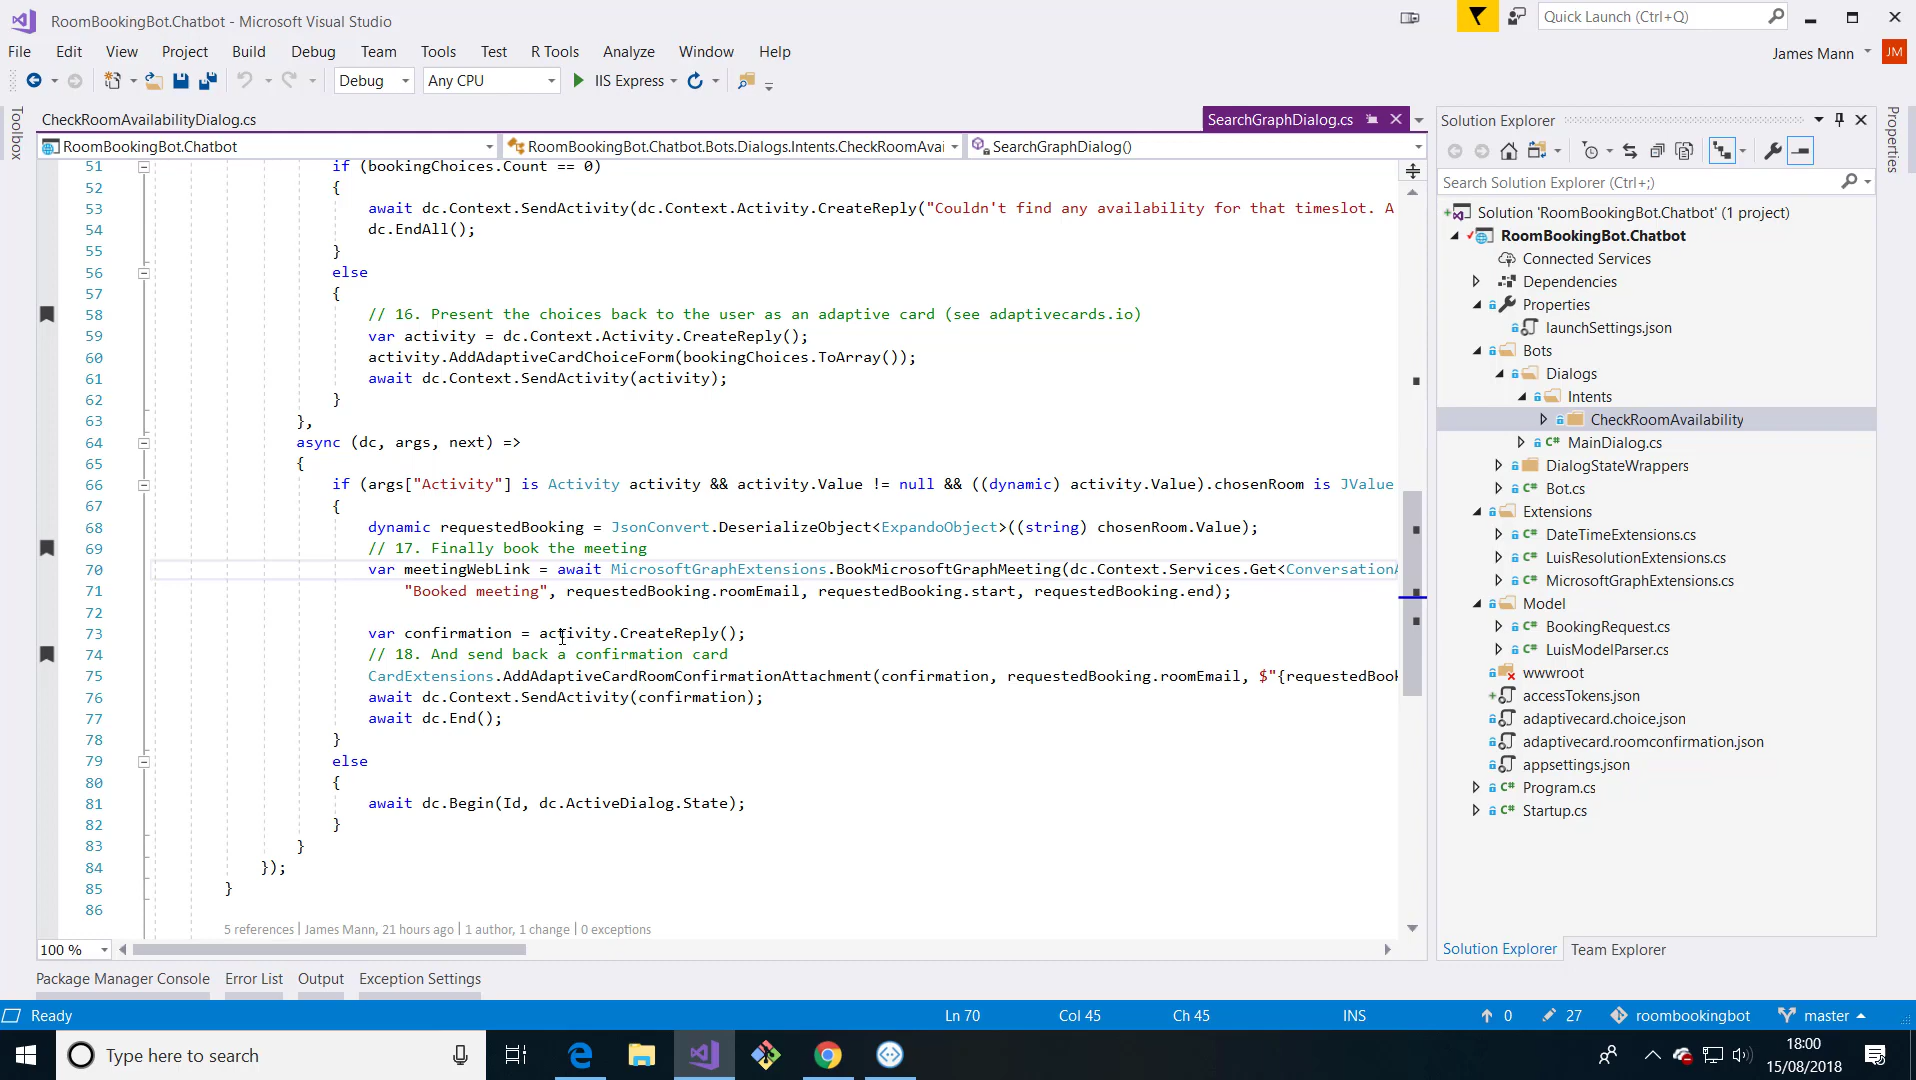 RoomBookingBot.Chatbot - Microsoft Visual Studio
Quick Launch (Ctrl+Q)
File Edit View Project Build Debug Team Tools Test R Tools Analyze Window Help
James Mann JM
Debug Any CPU IIS Express
Toolbox
CheckRoomAvailabilityDialog.cs
SearchGraphDialog.cs
RoomBookingBot.Chatbot
RoomBookingBot.Chatbot.Bots.Dialogs.Intents.CheckRoomAvai
SearchGraphDialog()
51 if (bookingChoices.Count == 0)
52 {
53 await dc.Context.SendActivity(dc.Context.Activity.CreateReply("Couldn't find any availability for that timeslot. A
54 dc.EndAll();
55 }
56 else
57 {
58 // 16. Present the choices back to the user as an adaptive card (see adaptivecards.io)
59 var activity = dc.Context.Activity.CreateReply();
60 activity.AddAdaptiveCardChoiceForm(bookingChoices.ToArray());
61 await dc.Context.SendActivity(activity);
62 }
63 },
64 async (dc, args, next) =>
65 {
66 if (args["Activity"] is Activity activity && activity.Value != null && ((dynamic) activity.Value).chosenRoom is JValue
67 {
68 dynamic requestedBooking = JsonConvert.DeserializeObject<ExpandoObject>((string) chosenRoom.Value);
69 // 17. Finally book the meeting
70 var meetingWebLink = await MicrosoftGraphExtensions.BookMicrosoftGraphMeeting(dc.Context.Services.Get<ConversationA
71 "Booked meeting", requestedBooking.roomEmail, requestedBooking.start, requestedBooking.end);
72
73 var confirmation = activity.CreateReply();
74 // 18. And send back a confirmation card
75 CardExtensions.AddAdaptiveCardRoomConfirmationAttachment(confirmation, requestedBooking.roomEmail, $"{requestedBook
76 await dc.Context.SendActivity(confirmation);
77 await dc.End();
78 }
79 else
80 {
81 await dc.Begin(Id, dc.ActiveDialog.State);
82 }
83 }
84 });
85 }
86
5 references | James Mann, 21 hours ago | 1 author, 1 change | 0 exceptions
100 %
Solution Explorer
Search Solution Explorer (Ctrl+;)
Solution 'RoomBookingBot.Chatbot' (1 project)
RoomBookingBot.Chatbot
Connected Services
Dependencies
Properties
launchSettings.json
Bots
Dialogs
Intents
CheckRoomAvailability
C# MainDialog.cs
DialogStateWrappers
C# Bot.cs
Extensions
C# DateTimeExtensions.cs
C# LuisResolutionExtensions.cs
C# MicrosoftGraphExtensions.cs
Model
C# BookingRequest.cs
C# LuisModelParser.cs
wwwroot
accessTokens.json
adaptivecard.choice.json
adaptivecard.roomconfirmation.json
appsettings.json
C# Program.cs
C# Startup.cs
Solution Explorer Team Explorer
Properties
Package Manager Console Error List Output Exception Settings
Ready Ln 70 Col 45 Ch 45 INS 0 27 roombookingbot master
Type here to search
18:00
15/08/2018